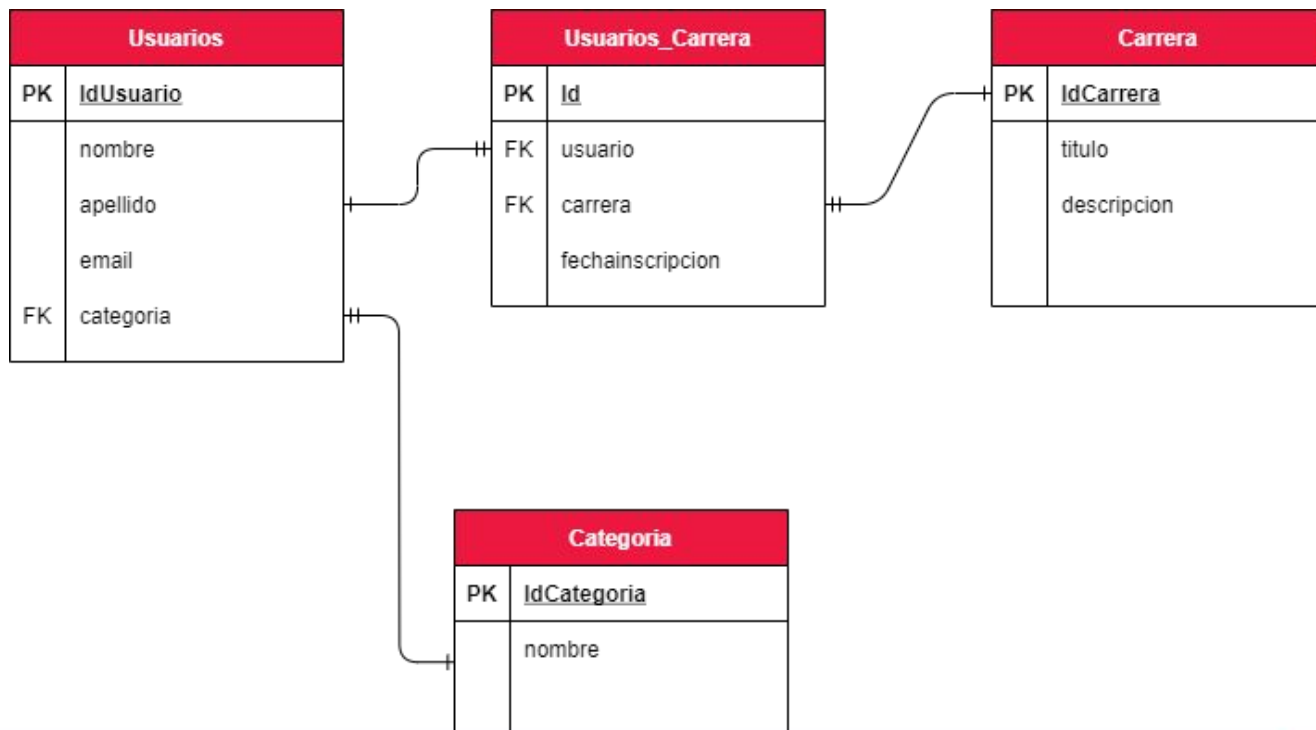 Usuarios
PK IdUsuario
nombre
apellido
email
FK categoria
Usuarios_Carrera
PK Id
FK usuario
FK carrera
fechainscripcion
Carrera
PK IdCarrera
titulo
descripcion
Categoria
PK IdCategoria
nombre